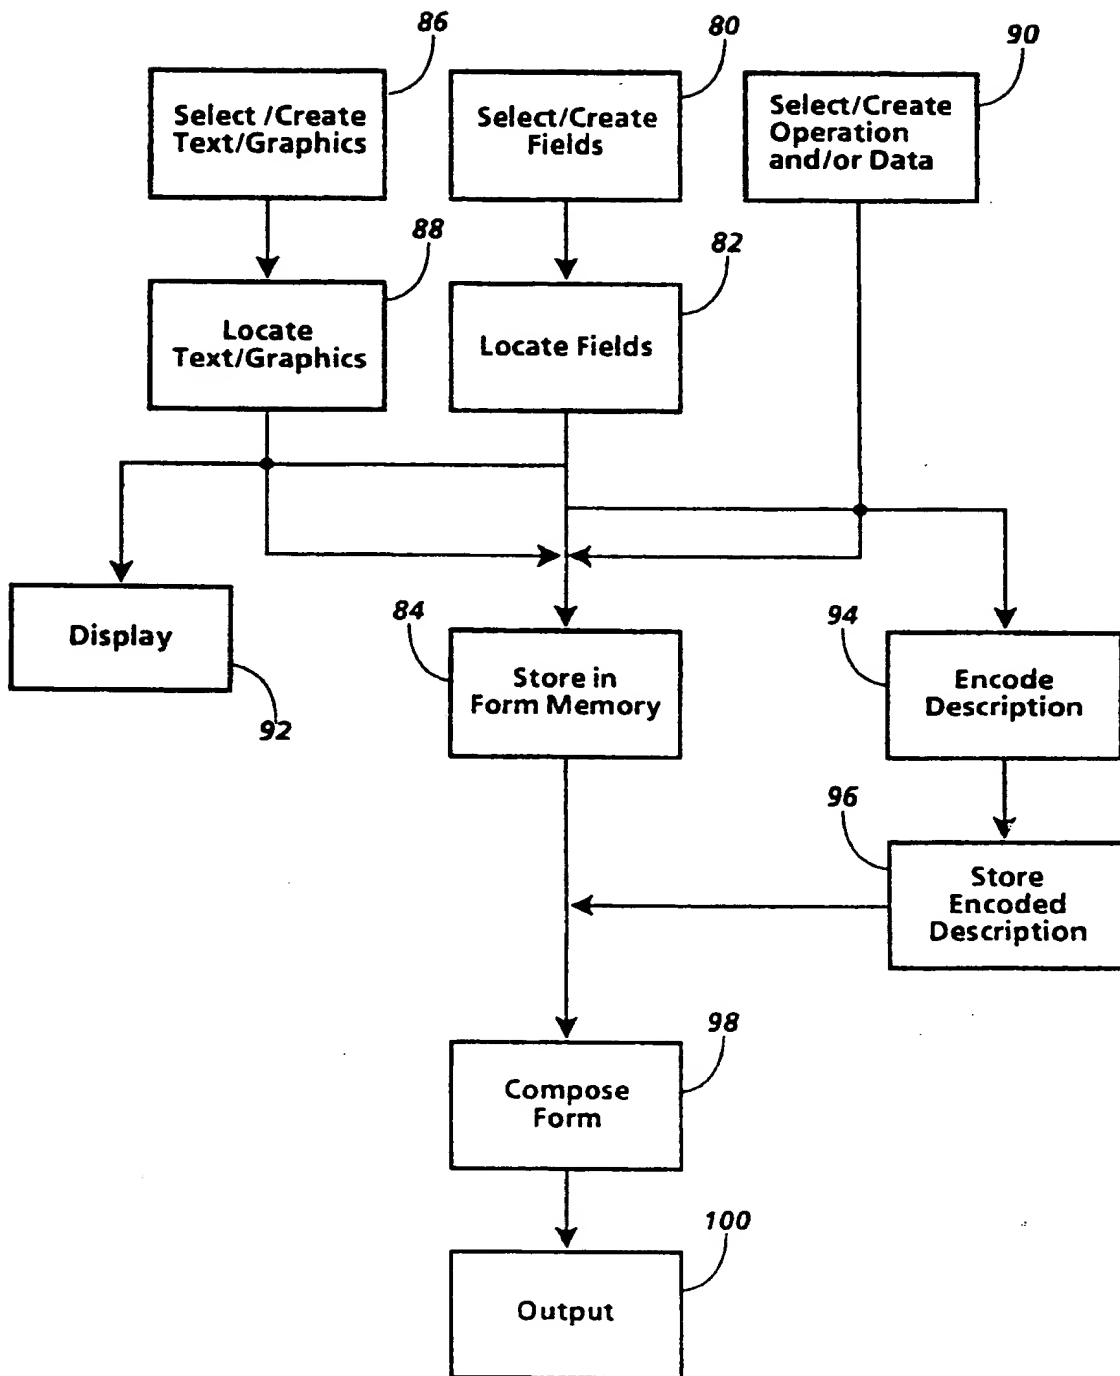 86
80
90
Select /Create
Text/Graphics
Select/Create
Fields
Select/Create
Operation
and/or Data
88
82
Locate
Text/Graphics
Locate Fields
Display
92
84
Store in
Form Memory
94
Encode
Description
96
Store
Encoded
Description
98
Compose
Form
100
Output